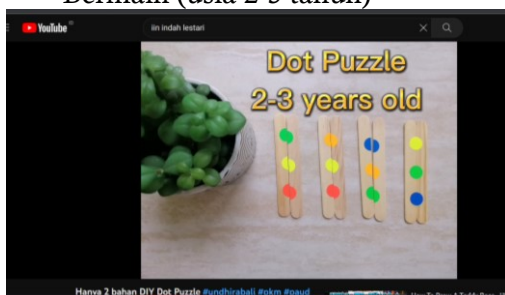 Bermain (usia 2-3 tahun)
YouTube
iin indah lestari
Dot Puzzle
2-3 years old
Hanya 2 bahan DIY Dot Puzzle #undhirabali #pkm #paud